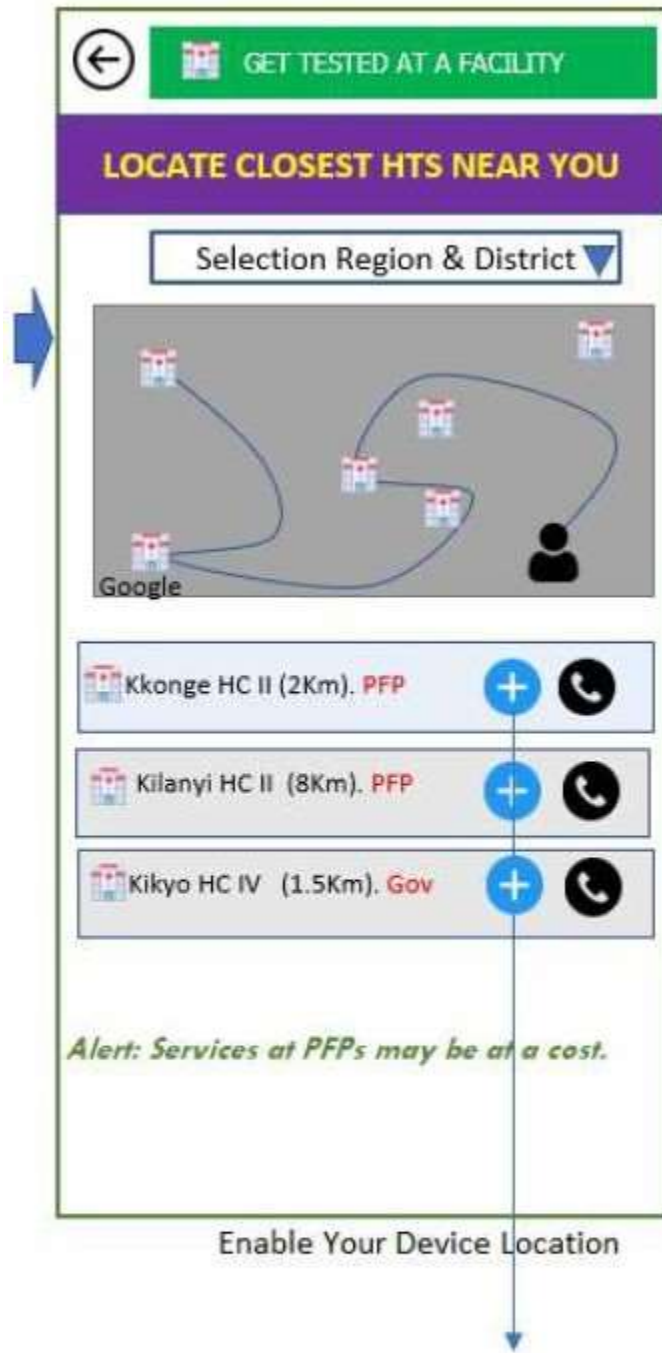 GET TESTED AT A FACILITY
LOCATE CLOSEST HTS NEAR YOU
Selection Region & District
Google
Kkonge HC II (2Km). PFP
Kilanyi HC II (8Km). PFP
Kikyo HC IV (1.5Km). Gov
Alert: Services at PFPs may be at a cost.
Enable Your Device Location